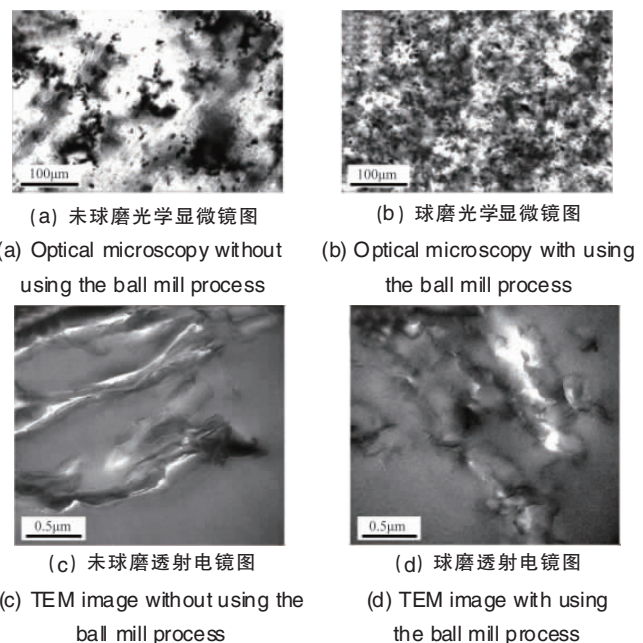 100μm
100μm
(a) 未球磨光学显微镜图
(b) 球磨光学显微镜图
(a) Optical microscopy without
using the ball mill process
(b) Optical microscopy with using
the ball mill process
0.5μm
0.5μm
(c) 未球磨透射电镜图
(d) 球磨透射电镜图
(c) TEM image without using the
ball mill process
(d) TEM image with using
the ball mill process